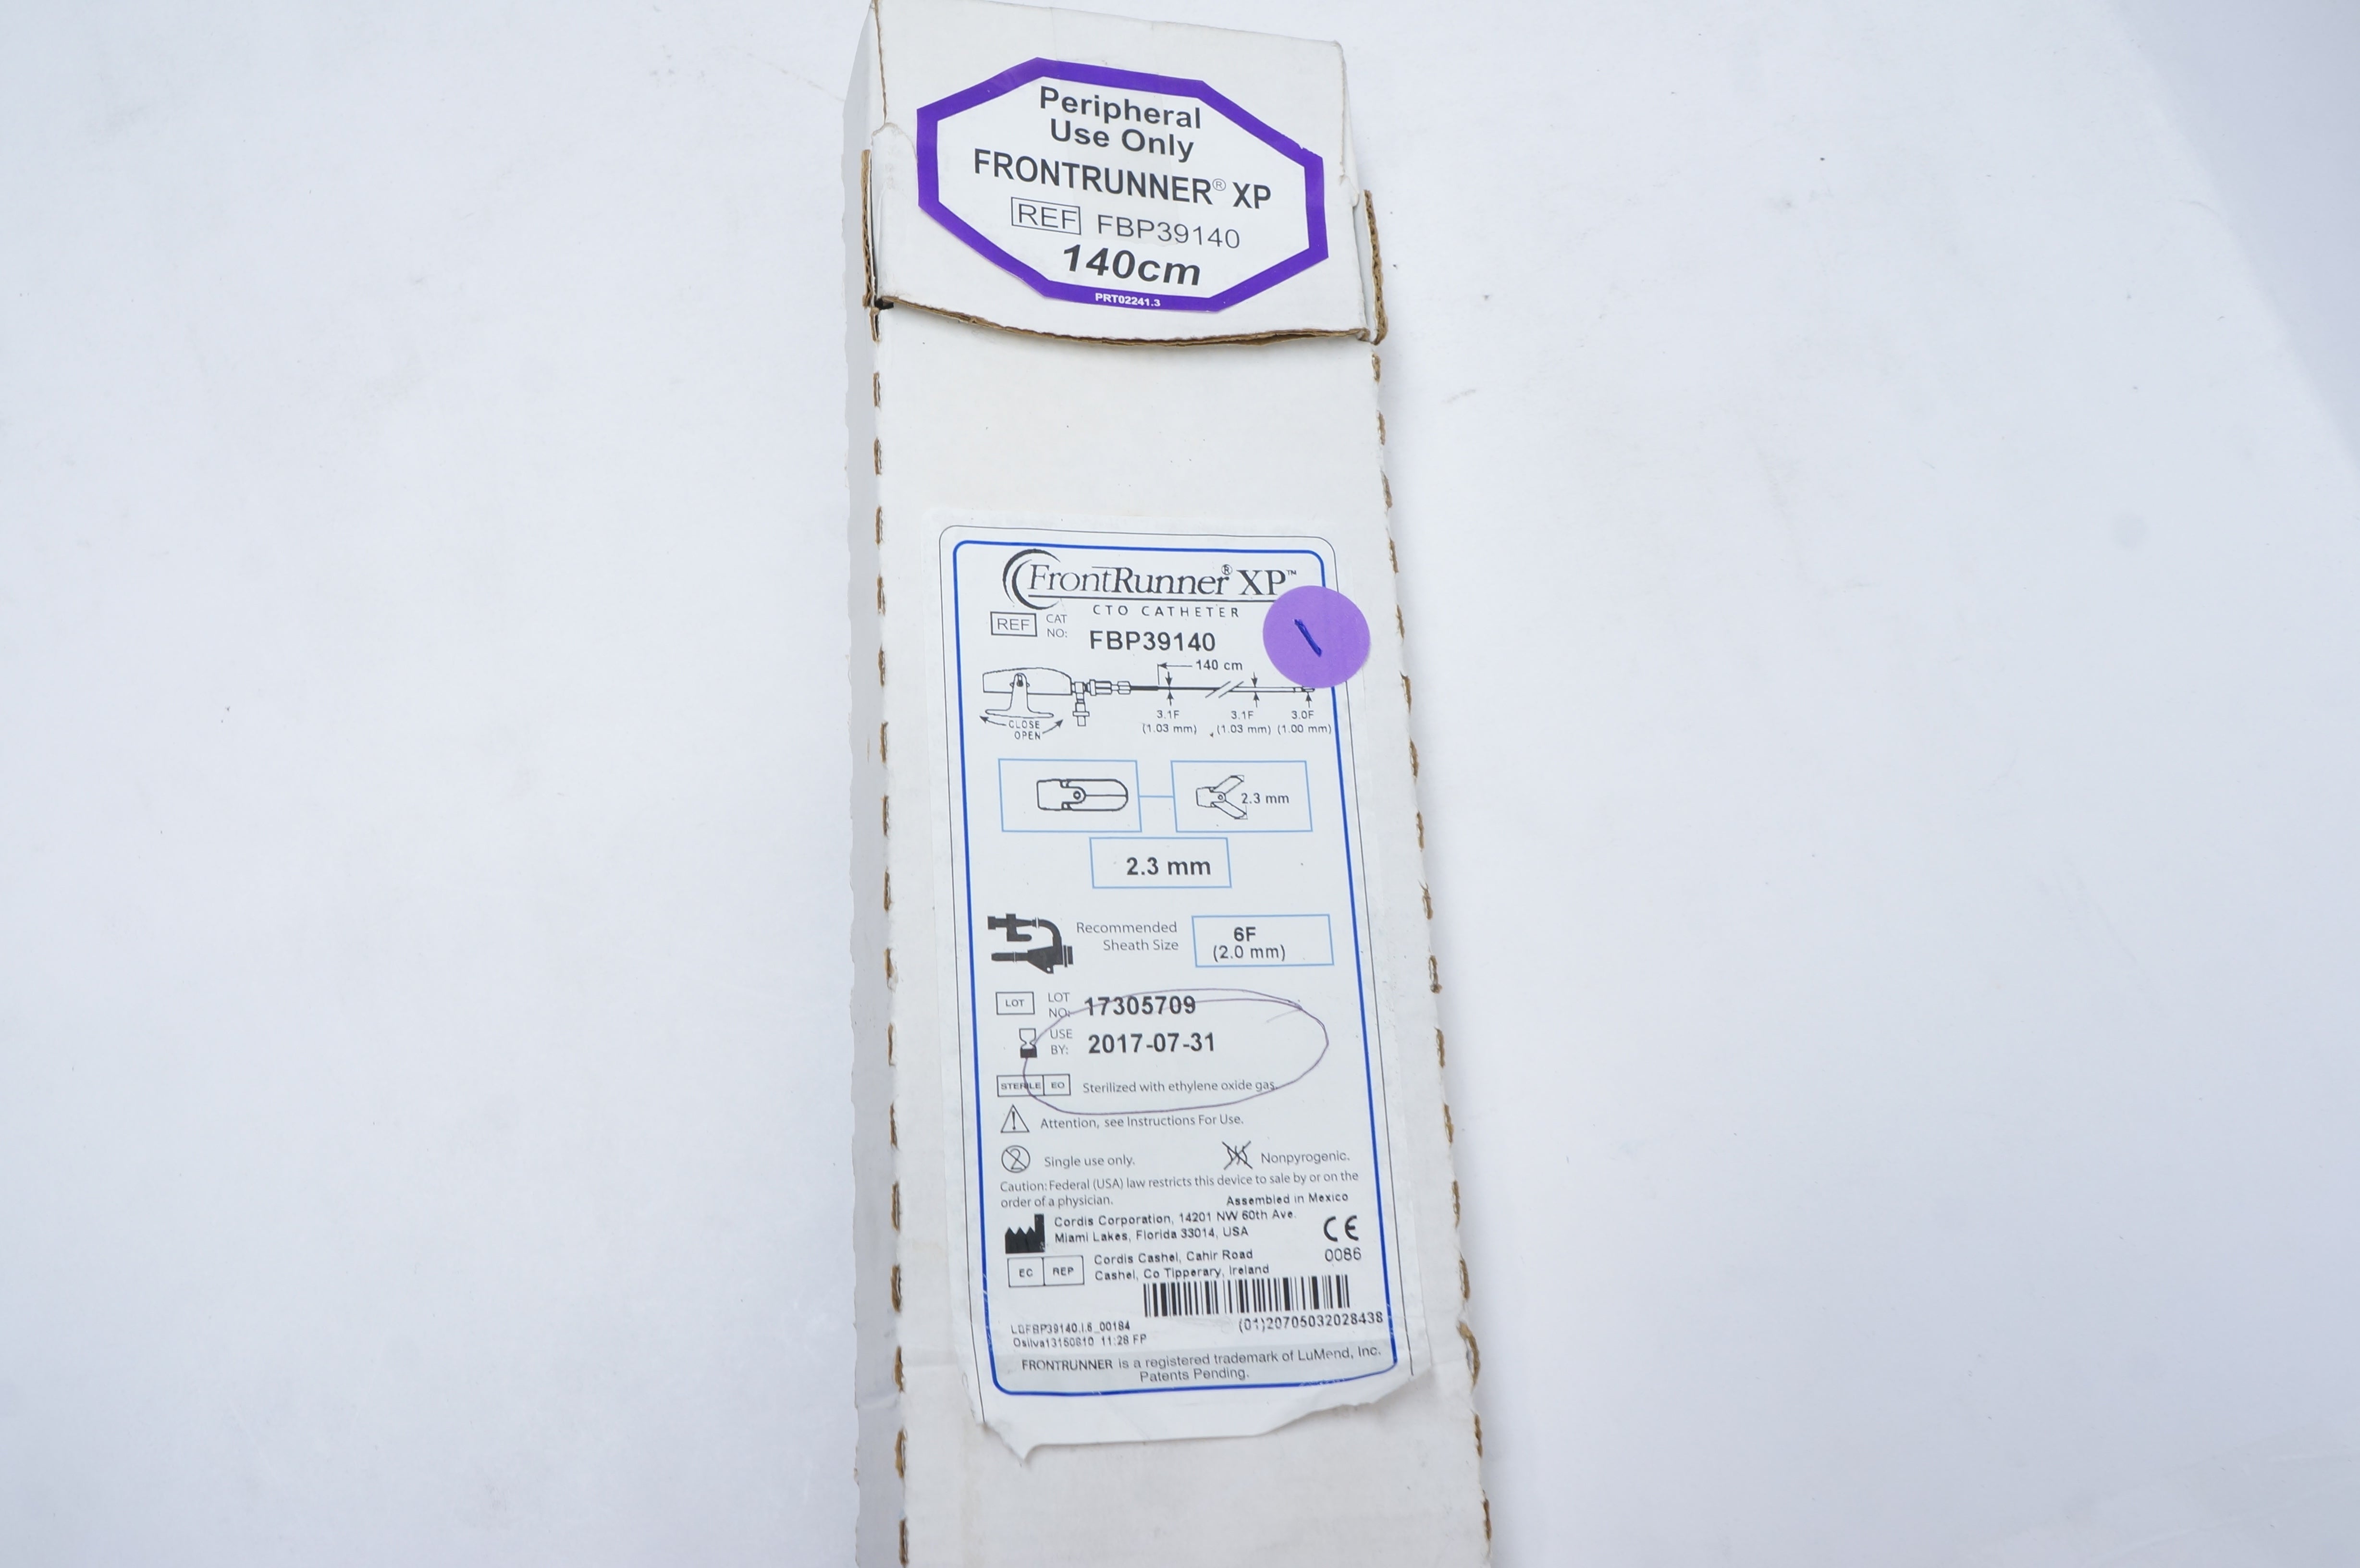 Peripheral
Use Only
FRONTRUNNER® XP
REF FBP39140
140cm
PRT02241.3
FrontRunner® XP™
CTO CATHETER
REF CAT NO: FBP39140
140 cm
CLOSE
OPEN
3.1F 3.1F 3.0F
(1.03 mm) (1.03 mm) (1.00 mm)
2.3 mm
2.3 mm
Recommended
Sheath Size
6F
(2.0 mm)
LOT LOT NO: 17305709
USE BY: 2017-07-31
STERILE EO Sterilized with ethylene oxide gas.
Attention, see Instructions For Use.
2 Single use only. Nonpyrogenic.
Caution: Federal (USA) law restricts this device to sale by or on the
order of a physician. Assembled in Mexico
Cordis Corporation, 14201 NW 60th Ave.
Miami Lakes, Florida 33014, USA
CE
0086
EC REP
Cordis Cashel, Cahir Road
Cashel, Co Tipperary, Ireland
(01)20705032028438
11:28 FP
FRONTRUNNER is a registered trademark of LuMend, Inc.
Patents Pending.